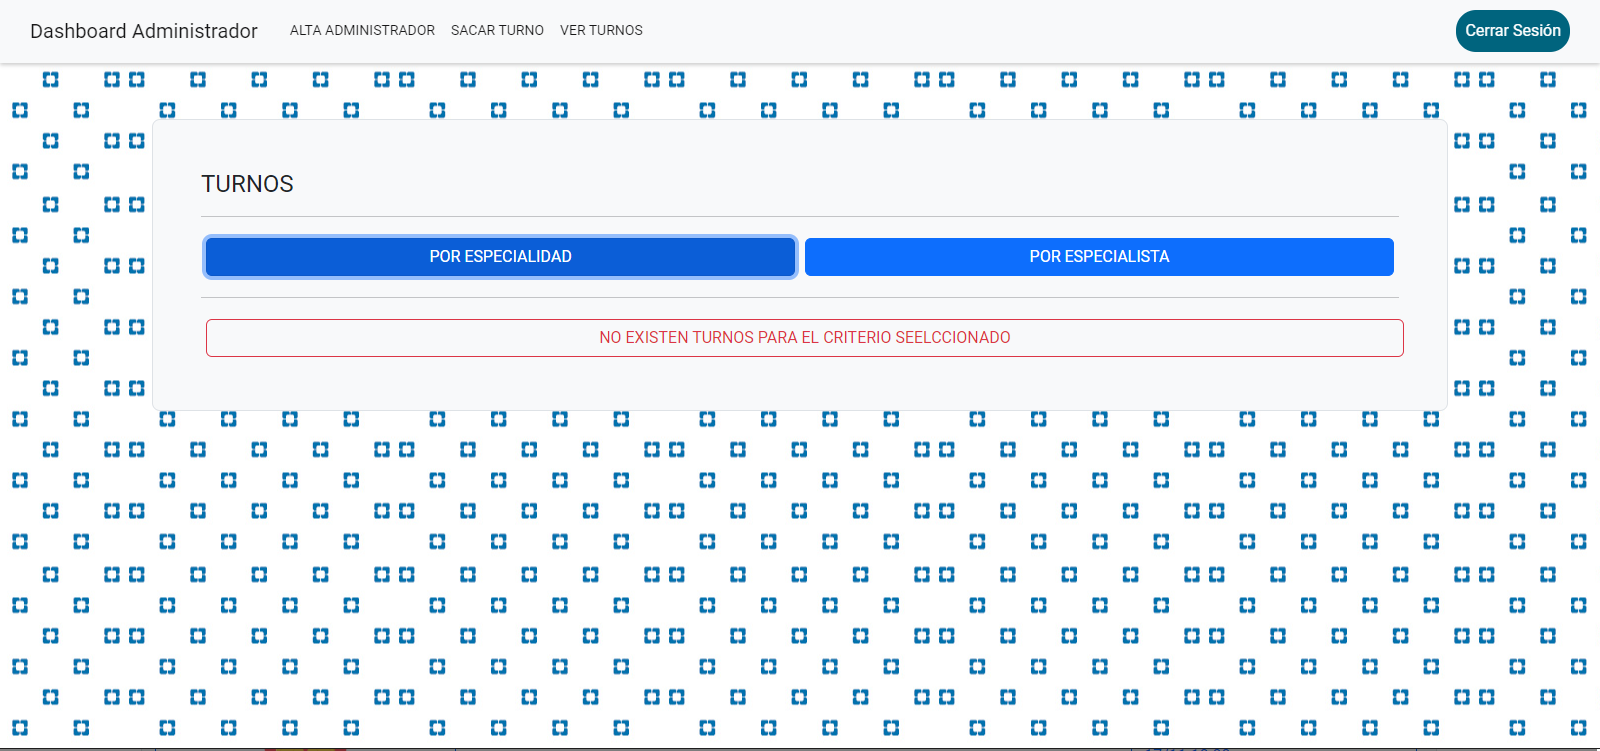 Dashboard Administrador ALTA ADMINISTRADOR SACAR TURNO VER TURNOS Cerrar Sesión
TURNOS
POR ESPECIALIDAD POR ESPECIALISTA
NO EXISTEN TURNOS PARA EL CRITERIO SEELCCIONADO